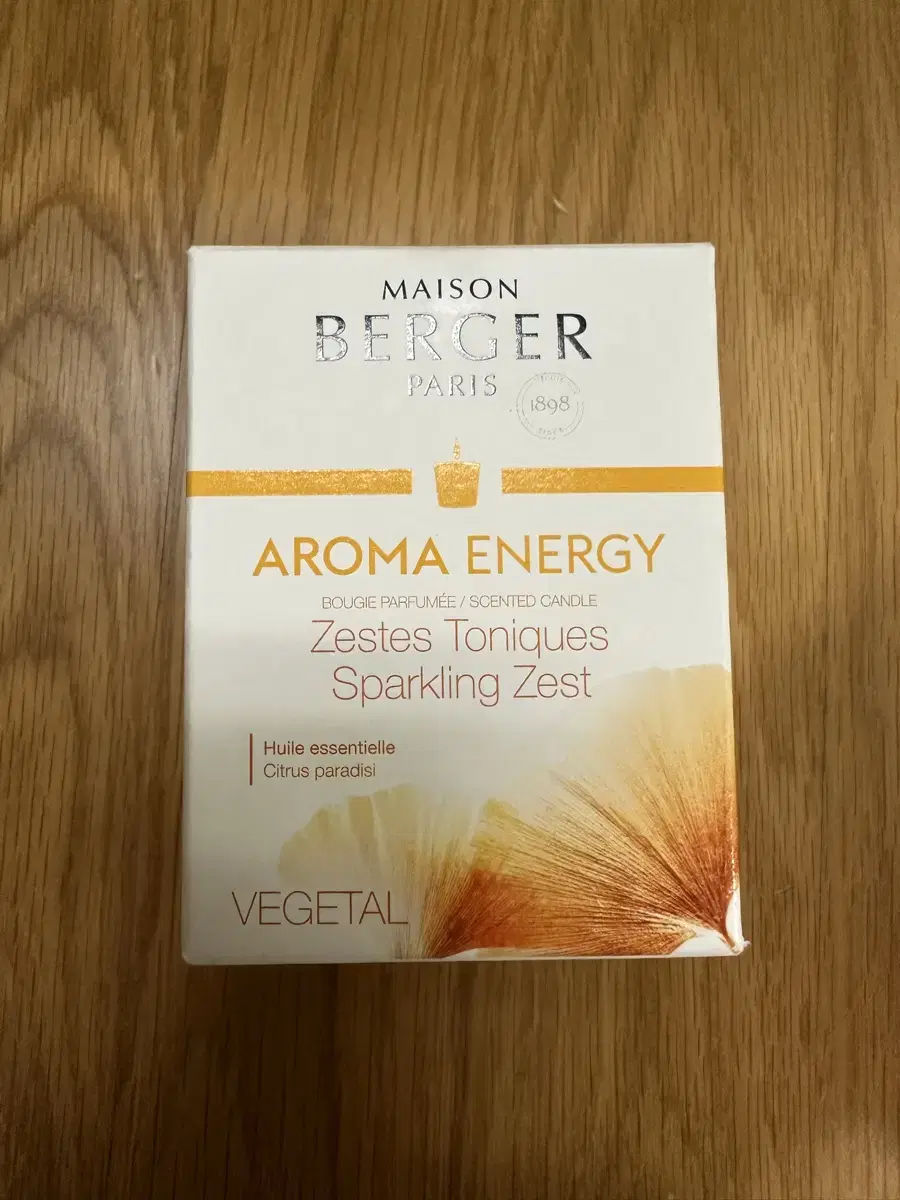 MAISON
BERGER
PARIS
1898
AROMA ENERGY
BOUGIE PARFUMÉE / SCENTED CANDLE
Zestes Toniques
Sparkling Zest
Huile essentielle
Citrus paradisi
VEGETAL